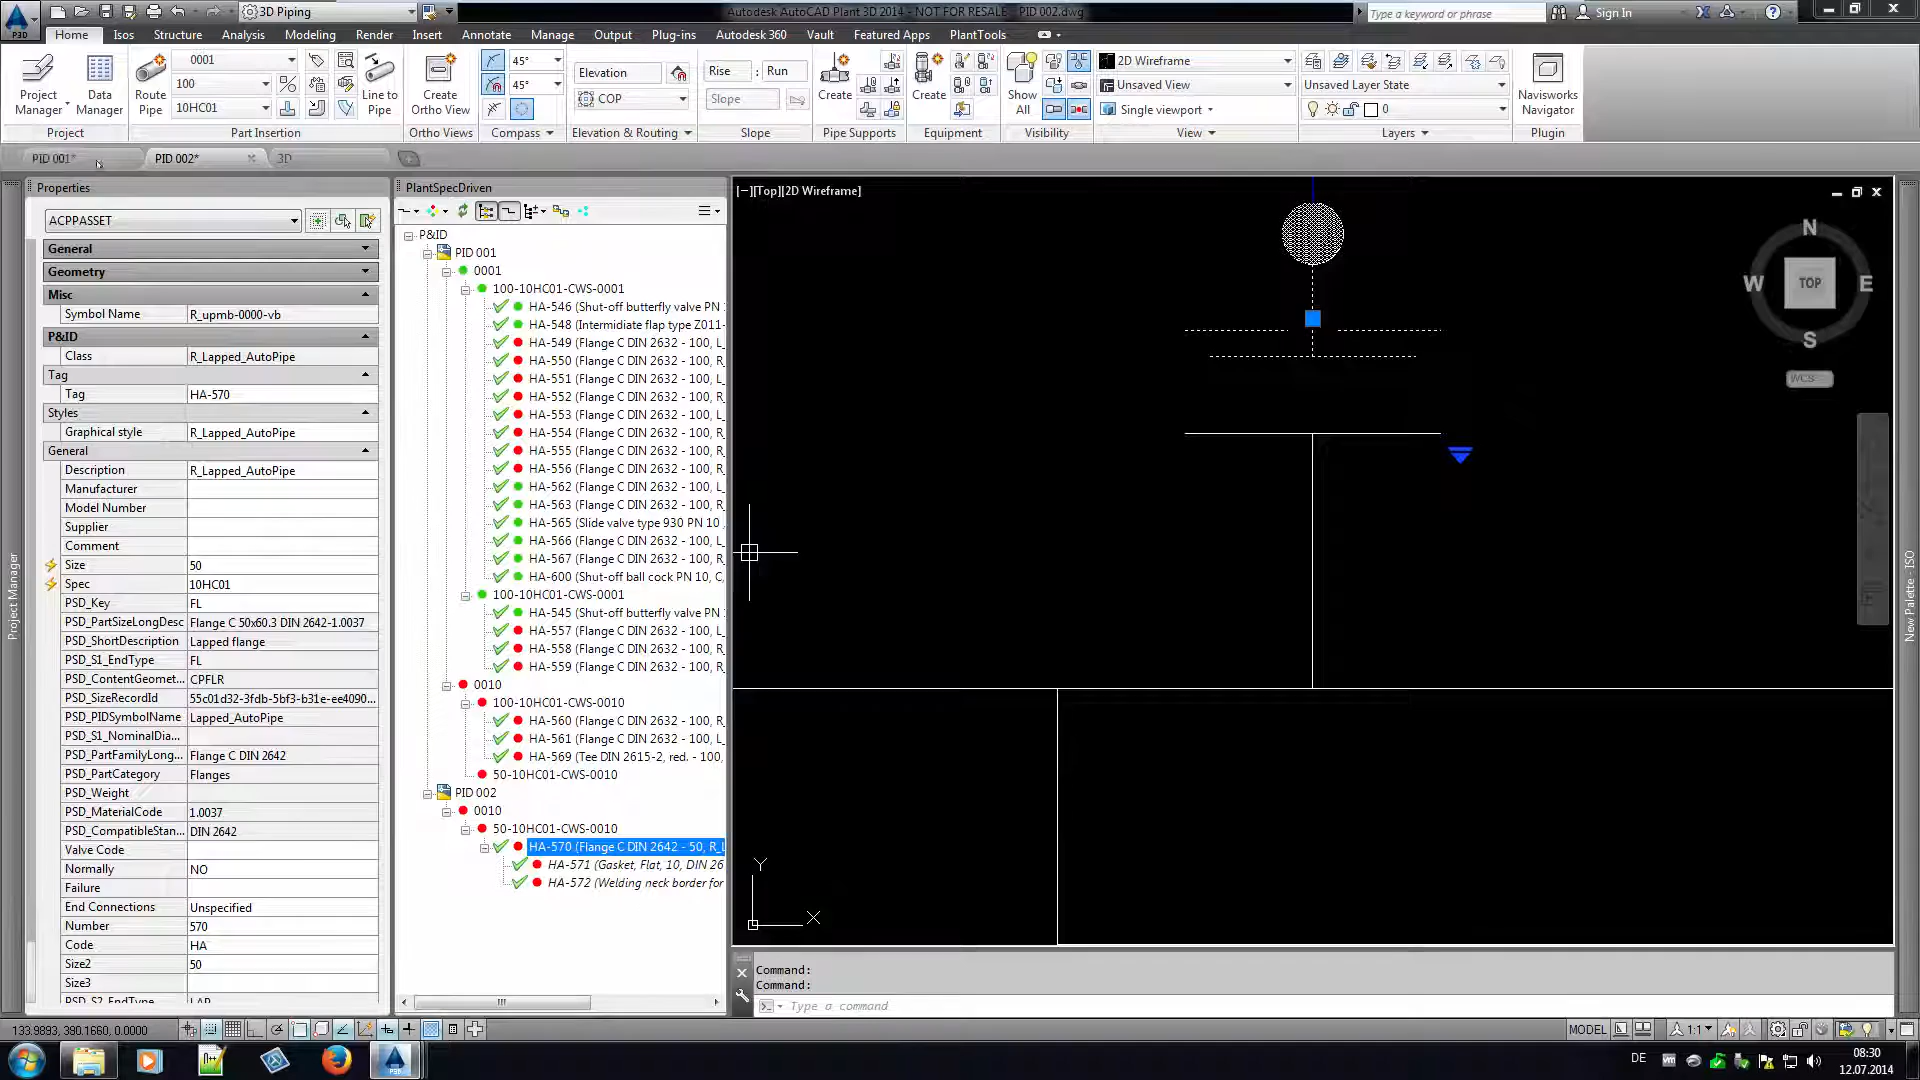 3D Piping
Autodesk AutoCAD Plant 3D 2014 - NOT FOR RESALE - PID 002.dwg
Type a keyword or phrase
Sign In
P3D
Home
Isos
Structure
Analysis
Modeling
Render
Insert
Annotate
Manage
Output
Plug-ins
Autodesk 360
Vault
Featured Apps
PlantTools
Project Manager
Data Manager
Project
Route Pipe
0001
100
10HC01
Line to Pipe
Part Insertion
Create Ortho View
Ortho Views
45°
45°
Compass
Elevation
COP
Elevation & Routing
Rise : Run
Slope
Slope
Create
Pipe Supports
Create
Equipment
Show All
Visibility
2D Wireframe
Unsaved View
Single viewport
View
Unsaved Layer State
0
Layers
Navisworks Navigator
Plugin
PID 001*
PID 002*
3D
Project Manager
Properties
ACPPASSET
General
Geometry
Misc
Symbol Name R_upmb-0000-vb
P&ID
Class R_Lapped_AutoPipe
Tag
Tag HA-570
Styles
Graphical style R_Lapped_AutoPipe
General
Description R_Lapped_AutoPipe
Manufacturer
Model Number
Supplier
Comment
Size 50
Spec 10HC01
PSD_Key FL
PSD_PartSizeLongDesc Flange C 50x60.3 DIN 2642-1.0037
PSD_ShortDescription Lapped flange
PSD_S1_EndType FL
PSD_ContentGeomet... CPFLR
PSD_SizeRecordId 55c01d32-3fdb-5bf3-b31e-ee4090...
PSD_PIDSymbolName Lapped_AutoPipe
PSD_S1_NominalDia...
PSD_PartFamilyLong... Flange C DIN 2642
PSD_PartCategory Flanges
PSD_Weight
PSD_MaterialCode 1.0037
PSD_CompatibleStan... DIN 2642
Valve Code
Normally NO
Failure
End Connections Unspecified
Number 570
Code HA
Size2 50
Size3
PSD_S2_EndType LAP
PlantSpecDriven
P&ID
PID 001
0001
100-10HC01-CWS-0001
HA-546 (Shut-off butterfly valve PN
HA-548 (Intermidiate flap type Z011-
HA-549 (Flange C DIN 2632 - 100, L_
HA-550 (Flange C DIN 2632 - 100, R_
HA-551 (Flange C DIN 2632 - 100, L_
HA-552 (Flange C DIN 2632 - 100, R_
HA-553 (Flange C DIN 2632 - 100, L_
HA-554 (Flange C DIN 2632 - 100, R_
HA-555 (Flange C DIN 2632 - 100, L_
HA-556 (Flange C DIN 2632 - 100, R_
HA-562 (Flange C DIN 2632 - 100, L_
HA-563 (Flange C DIN 2632 - 100, R_
HA-565 (Slide valve type 930 PN 10 ,
HA-566 (Flange C DIN 2632 - 100, L_
HA-567 (Flange C DIN 2632 - 100, R_
HA-600 (Shut-off ball cock PN 10, C,
100-10HC01-CWS-0001
HA-545 (Shut-off butterfly valve PN
HA-557 (Flange C DIN 2632 - 100, L_
HA-558 (Flange C DIN 2632 - 100, R_
HA-559 (Flange C DIN 2632 - 100, L_
0010
100-10HC01-CWS-0010
HA-560 (Flange C DIN 2632 - 100, R_
HA-561 (Flange C DIN 2632 - 100, L_
HA-569 (Tee DIN 2615-2, red. - 100,
50-10HC01-CWS-0010
PID 002
0010
50-10HC01-CWS-0010
HA-570 (Flange C DIN 2642 - 50, R_L
HA-571 (Gasket, Flat, 10, DIN 26
HA-572 (Welding neck border for
[−][Top][2D Wireframe]
N
W
TOP
E
S
WCS
Y
X
New Palette - ISO
Command:
Command:
Type a command
133.9893, 390.1660, 0.0000
MODEL
1:1
DE
08:30
12.07.2014